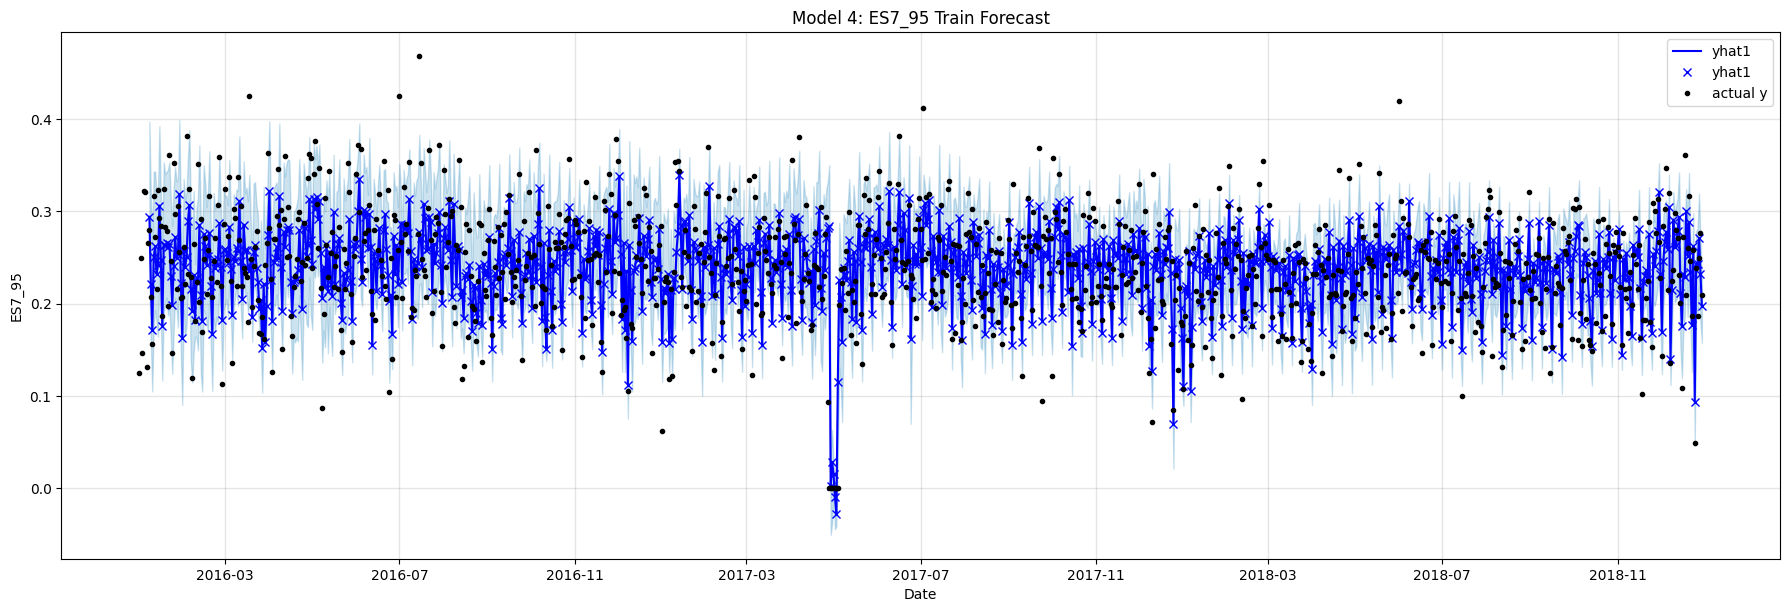 Model 4: ES7_95 Train Forecast
yhat1
yhat1
actual y
ES7_95
0.4
0.3
0.2
0.1
0.0
2016-03
2016-07
2016-11
2017-03
2017-07
2017-11
2018-03
2018-07
2018-11
Date